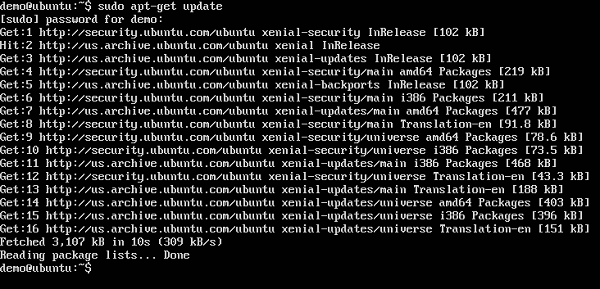 demo@ubuntu:~$ sudo apt-get update
[sudo] password for demo:
Get:1 http://security.ubuntu.com/ubuntu xenial-security InRelease [102 kB]
Hit:2 http://us.archive.ubuntu.com/ubuntu xenial InRelease
Get:3 http://us.archive.ubuntu.com/ubuntu xenial-updates InRelease [102 kB]
Get:4 http://security.ubuntu.com/ubuntu xenial-security/main amd64 Packages [219 kB]
Get:5 http://us.archive.ubuntu.com/ubuntu xenial-backports InRelease [102 kB]
Get:6 http://security.ubuntu.com/ubuntu xenial-security/main i386 Packages [211 kB]
Get:7 http://us.archive.ubuntu.com/ubuntu xenial-updates/main amd64 Packages [477 kB]
Get:8 http://security.ubuntu.com/ubuntu xenial-security/main Translation-en [91.8 kB]
Get:9 http://security.ubuntu.com/ubuntu xenial-security/universe amd64 Packages [78.6 kB]
Get:10 http://security.ubuntu.com/ubuntu xenial-security/universe i386 Packages [73.5 kB]
Get:11 http://us.archive.ubuntu.com/ubuntu xenial-updates/main i386 Packages [468 kB]
Get:12 http://security.ubuntu.com/ubuntu xenial-security/universe Translation-en [43.3 kB]
Get:13 http://us.archive.ubuntu.com/ubuntu xenial-updates/main Translation-en [188 kB]
Get:14 http://us.archive.ubuntu.com/ubuntu xenial-updates/universe amd64 Packages [403 kB]
Get:15 http://us.archive.ubuntu.com/ubuntu xenial-updates/universe i386 Packages [396 kB]
Get:16 http://us.archive.ubuntu.com/ubuntu xenial-updates/universe Translation-en [151 kB]
Fetched 3,107 kB in 10s (309 kB/s)
Reading package lists... Done
demo@ubuntu:~$